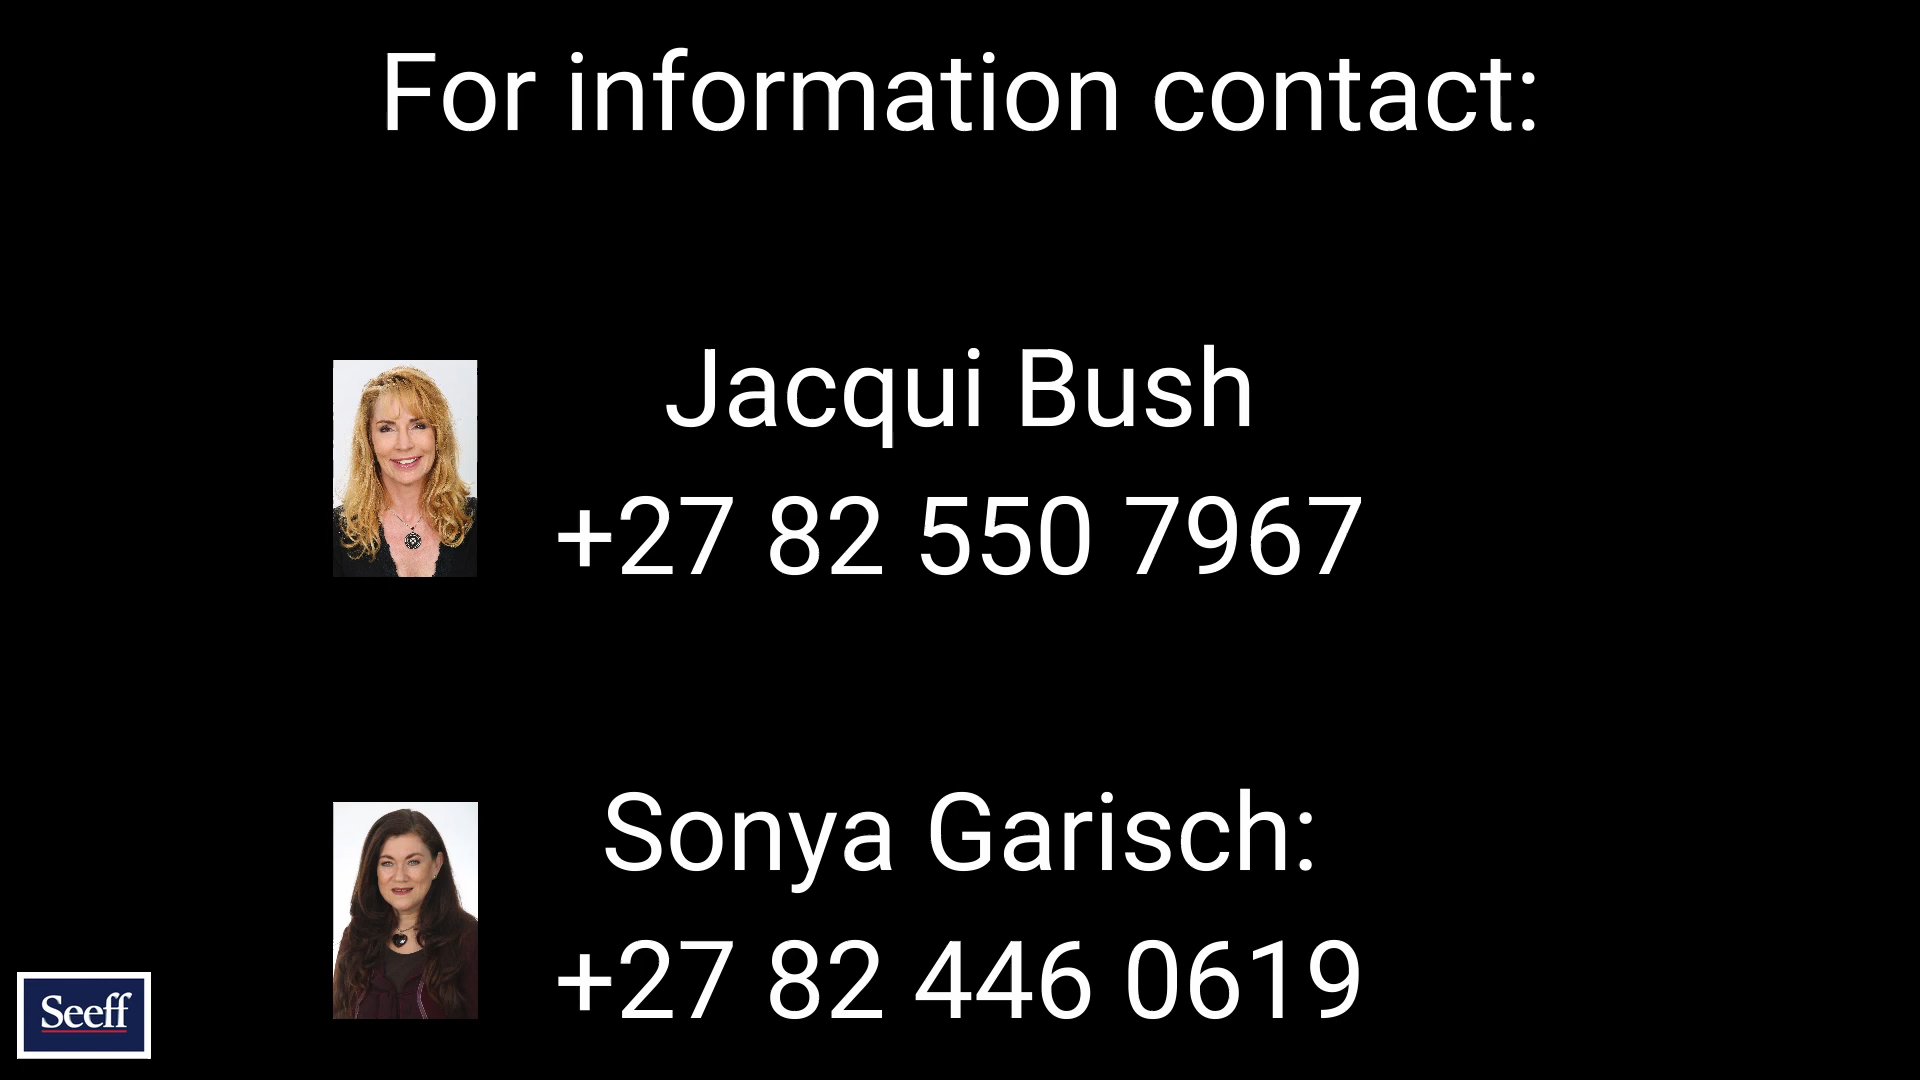 For information contact:
Jacqui Bush
+27 82 550 7967
Sonya Garisch:
+27 82 446 0619
Seeff